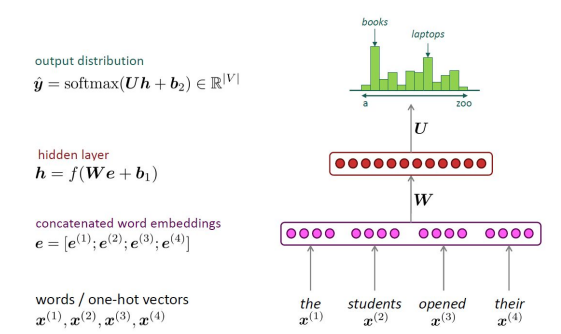 books
laptops
output distribution
ŷ = softmax(Uh + b₂) ∈ ℝ|V|
a
zoo
U
hidden layer
h = f(We + b₁)
W
concatenated word embeddings
e = [e(1); e(2); e(3); e(4)]
words / one-hot vectors
x(1), x(2), x(3), x(4)
the students opened their
x(1) x(2) x(3) x(4)